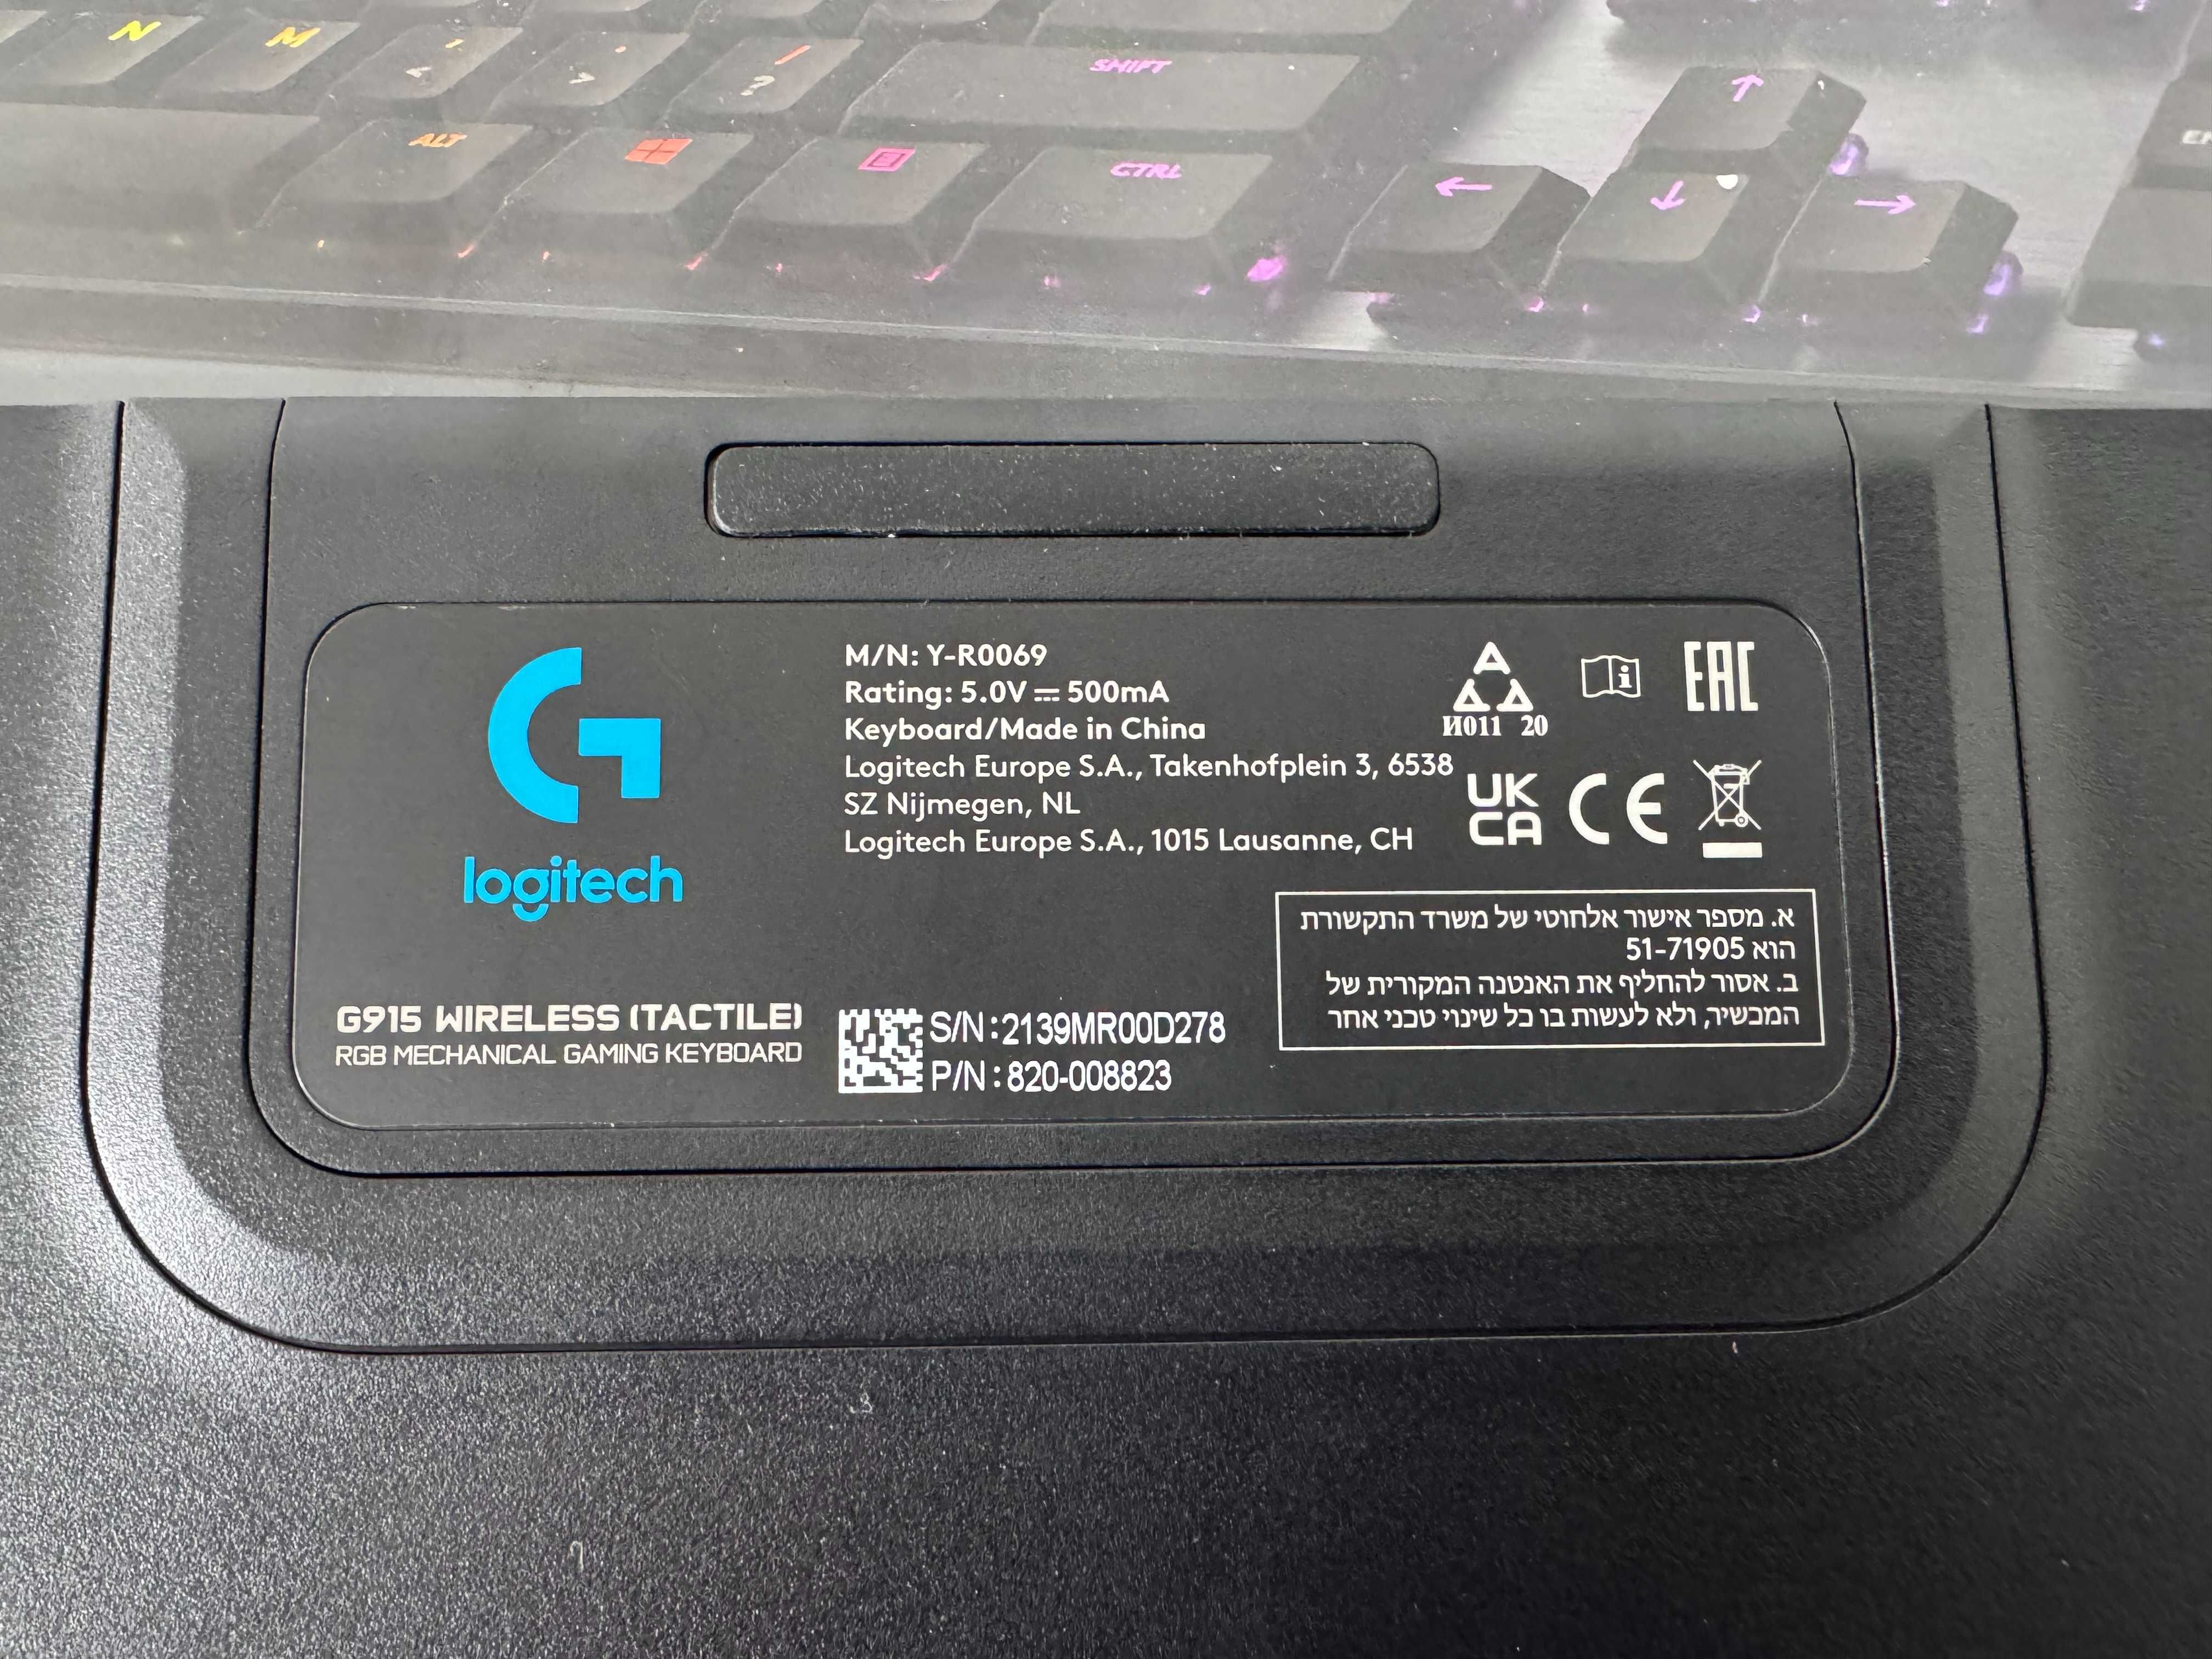 N
M
SHIFT
ALT
CTRL
logitech
G915 WIRELESS (TACTILE)
RGB MECHANICAL GAMING KEYBOARD
M/N: Y-R0069
Rating: 5.0V ⎓ 500mA
Keyboard/Made in China
Logitech Europe S.A., Takenhofplein 3, 6538
SZ Nijmegen, NL
Logitech Europe S.A., 1015 Lausanne, CH
S/N:2139MR00D278
P/N:820-008823
И011 20
EAC
UK
CA
CE
א. מספר אישור אלחוטי של משרד התקשורת
הוא 51-71905
ב. אסור להחליף את האנטנה המקורית של
המכשיר, ולא לעשות בו כל שינוי טכני אחר